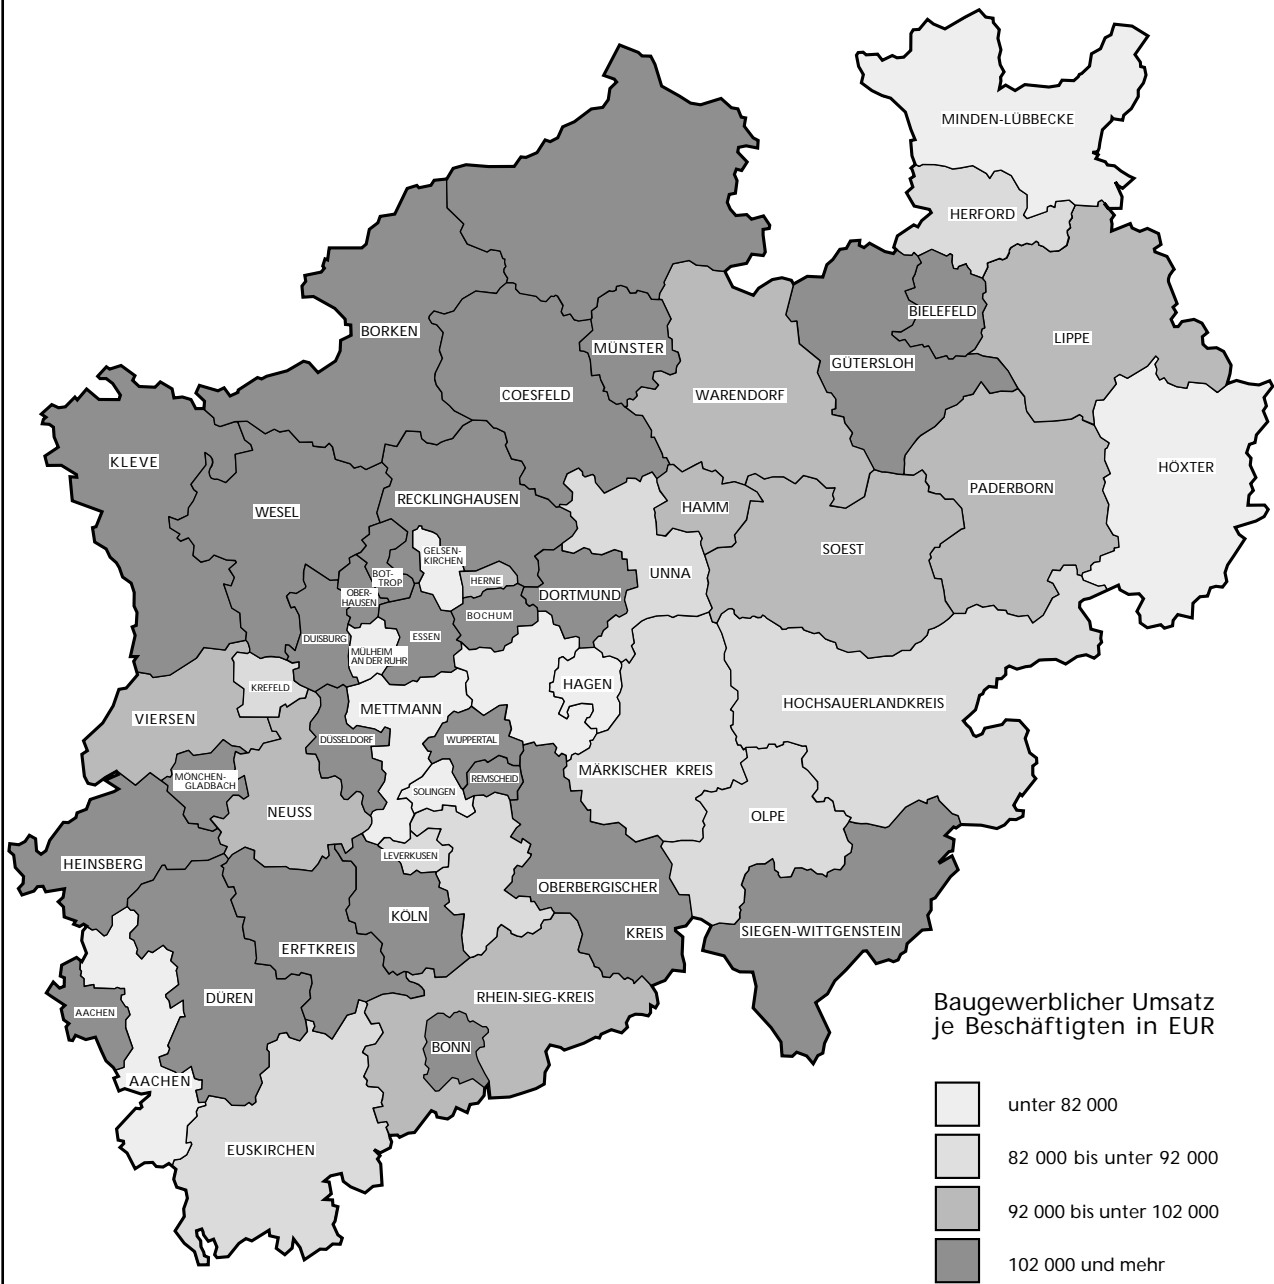 MINDEN-LÜBBECKE
HERFORD
BIELEFELD
BORKEN
LIPPE
MÜNSTER
GÜTERSLOH
COESFELD
WARENDORF
KLEVE
HÖXTER
PADERBORN
RECKLINGHAUSEN
WESEL
HAMM
SOEST
GELSEN-
KIRCHEN
UNNA
BOT-
TROP
HERNE
OBER-
HAUSEN
DORTMUND
BOCHUM
DUISBURG
ESSEN
MÜLHEIM
AN DER RUHR
KREFELD
HAGEN
HOCHSAUERLANDKREIS
METTMANN
VIERSEN
DÜSSELDORF
WUPPERTAL
MÄRKISCHER KREIS
MÖNCHEN-
GLADBACH
REMSCHEID
SOLINGEN
NEUSS
OLPE
LEVERKUSEN
HEINSBERG
OBERBERGISCHER
KREIS
KÖLN
SIEGEN-WITTGENSTEIN
ERFTKREIS
DÜREN
RHEIN-SIEG-KREIS
AACHEN
BONN
AACHEN
EUSKIRCHEN
Baugewerblicher Umsatz
je Beschäftigten in EUR
unter 82 000
82 000 bis unter 92 000
92 000 bis unter 102 000
102 000 und mehr